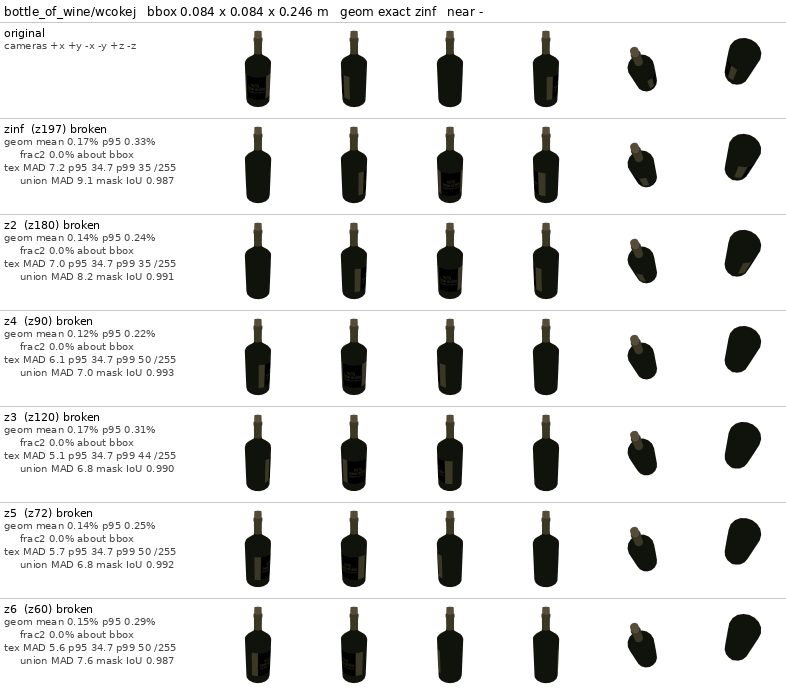 bottle_of_wine/wcokej bbox 0.084 x 0.084 x 0.246 m geom exact zinf near -
original
cameras +x +y -x -y +z -z
zinf (z197) broken
geom mean 0.17% p95 0.33%
frac2 0.0% about bbox
tex MAD 7.2 p95 34.7 p99 35 /255
union MAD 9.1 mask IoU 0.987
z2 (z180) broken
geom mean 0.14% p95 0.24%
frac2 0.0% about bbox
tex MAD 7.0 p95 34.7 p99 35 /255
union MAD 8.2 mask IoU 0.991
z4 (z90) broken
geom mean 0.12% p95 0.22%
frac2 0.0% about bbox
tex MAD 6.1 p95 34.7 p99 50 /255
union MAD 7.0 mask IoU 0.993
z3 (z120) broken
geom mean 0.17% p95 0.31%
frac2 0.0% about bbox
tex MAD 5.1 p95 34.7 p99 44 /255
union MAD 6.8 mask IoU 0.990
z5 (z72) broken
geom mean 0.14% p95 0.25%
frac2 0.0% about bbox
tex MAD 5.7 p95 34.7 p99 50 /255
union MAD 6.8 mask IoU 0.992
z6 (z60) broken
geom mean 0.15% p95 0.29%
frac2 0.0% about bbox
tex MAD 5.6 p95 34.7 p99 50 /255
union MAD 7.6 mask IoU 0.987